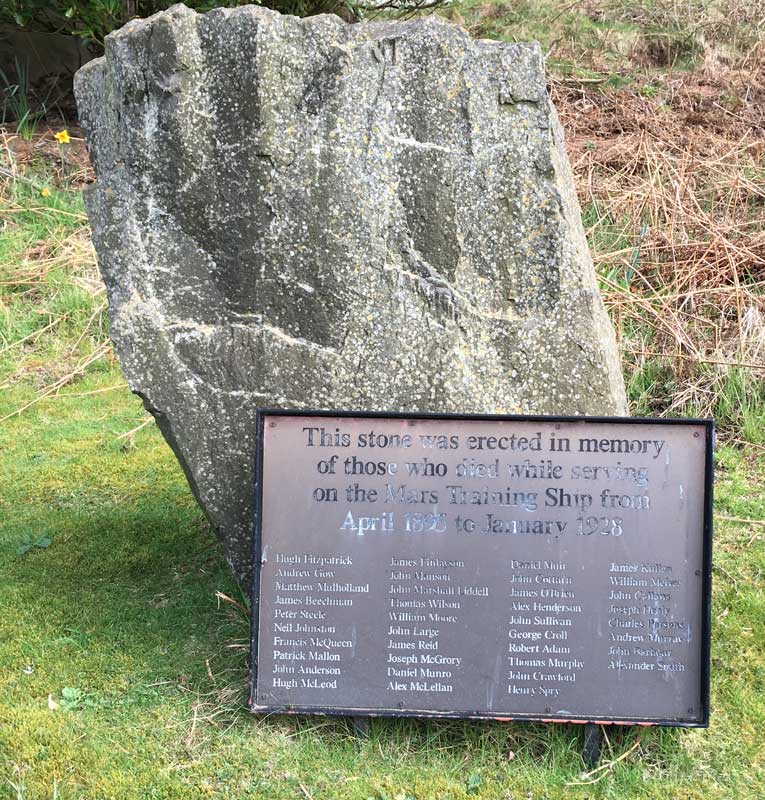 This stone was erected in memory
of those who died while serving
on the Mars Training Ship from
April 1895 to January 1928
Hugh Fitzpatrick
Andrew Gow
Matthew Mulholland
James Beechman
Peter Steele
Neil Johnston
Francis McQueen
Patrick Mallon
John Anderson
Hugh McLeod
James Finlayson
John Manson
John Marshall Liddell
Thomas Wilson
William Moore
John Large
James Reid
Joseph McGrory
Daniel Munro
Alex McLellan
Daniel Muir
John
James O'Brien
Alex Henderson
John Sullivan
George Croll
Robert Adam
Thomas Murphy
John Crawford
Henry Spry
James
William
John
Joseph
Charles Parsons
Andrew Murray
John
Alexander Smith